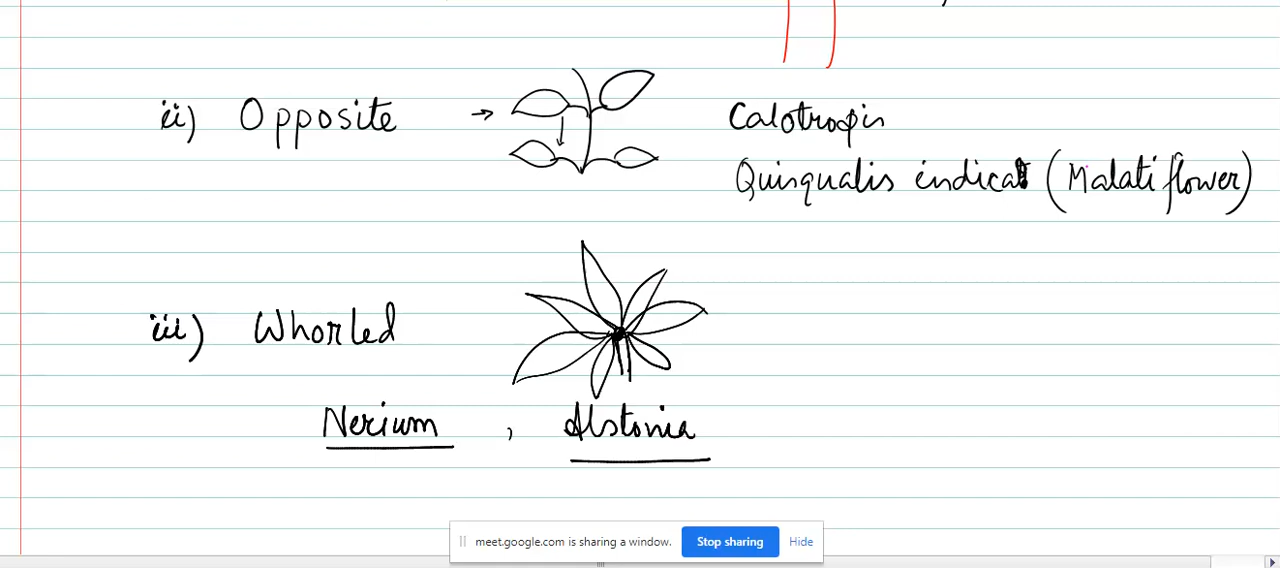 ii) Opposite → Calotropis
Quisqualis indica (Malati flower)
iii) Whorled
Nerium , Alstonia
meet.google.com is sharing a window. Stop sharing Hide